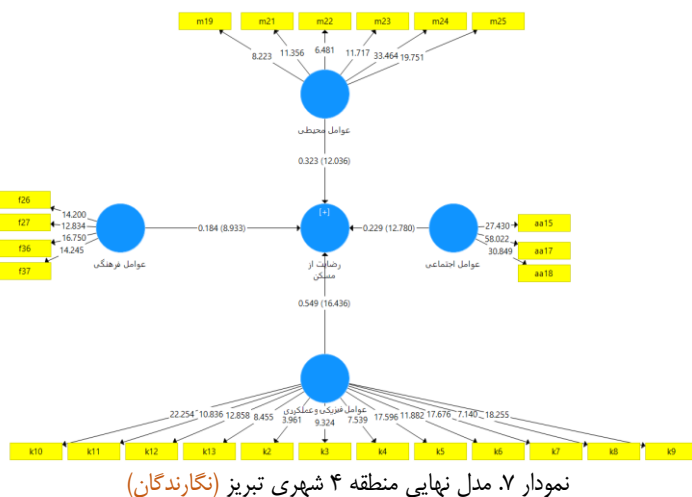 m19 m21 m22 m23 m24 m25
8.223 11.356 6.481 11.717 33.464 19.751
عوامل محیطی
0.323 (12.036)
f26
f27
f36
f37
14.200
12.834
16.750
14.245
عوامل فرهنگی
0.184 (8.933)
[+]
رضایت از
مسکن
0.229 (12.780)
عوامل اجتماعی
27.430
58.022
30.849
aa15
aa17
aa18
0.549 (16.436)
عوامل فیزیکی و عملکردی
22.254 10.836 12.858 8.455 3.961 9.324 7.539 17.596 11.882 17.676 7.140 18.255
k10 k11 k12 k13 k2 k3 k4 k5 k6 k7 k8 k9
نمودار ۷. مدل نهایی منطقه ۴ شهری تبریز (نگارندگان)